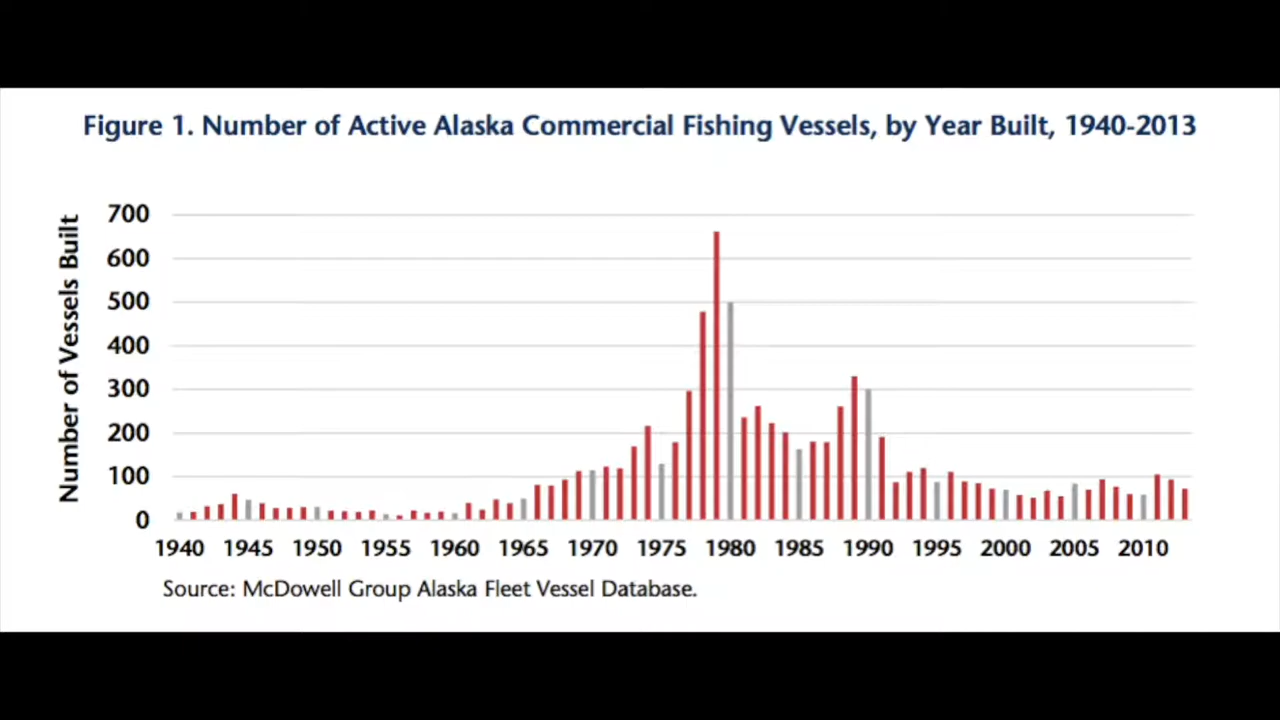 Figure 1. Number of Active Alaska Commercial Fishing Vessels, by Year Built, 1940-2013
Number of Vessels Built
700
600
500
400
300
200
100
0
1940 1945 1950 1955 1960 1965 1970 1975 1980 1985 1990 1995 2000 2005 2010
Source: McDowell Group Alaska Fleet Vessel Database.